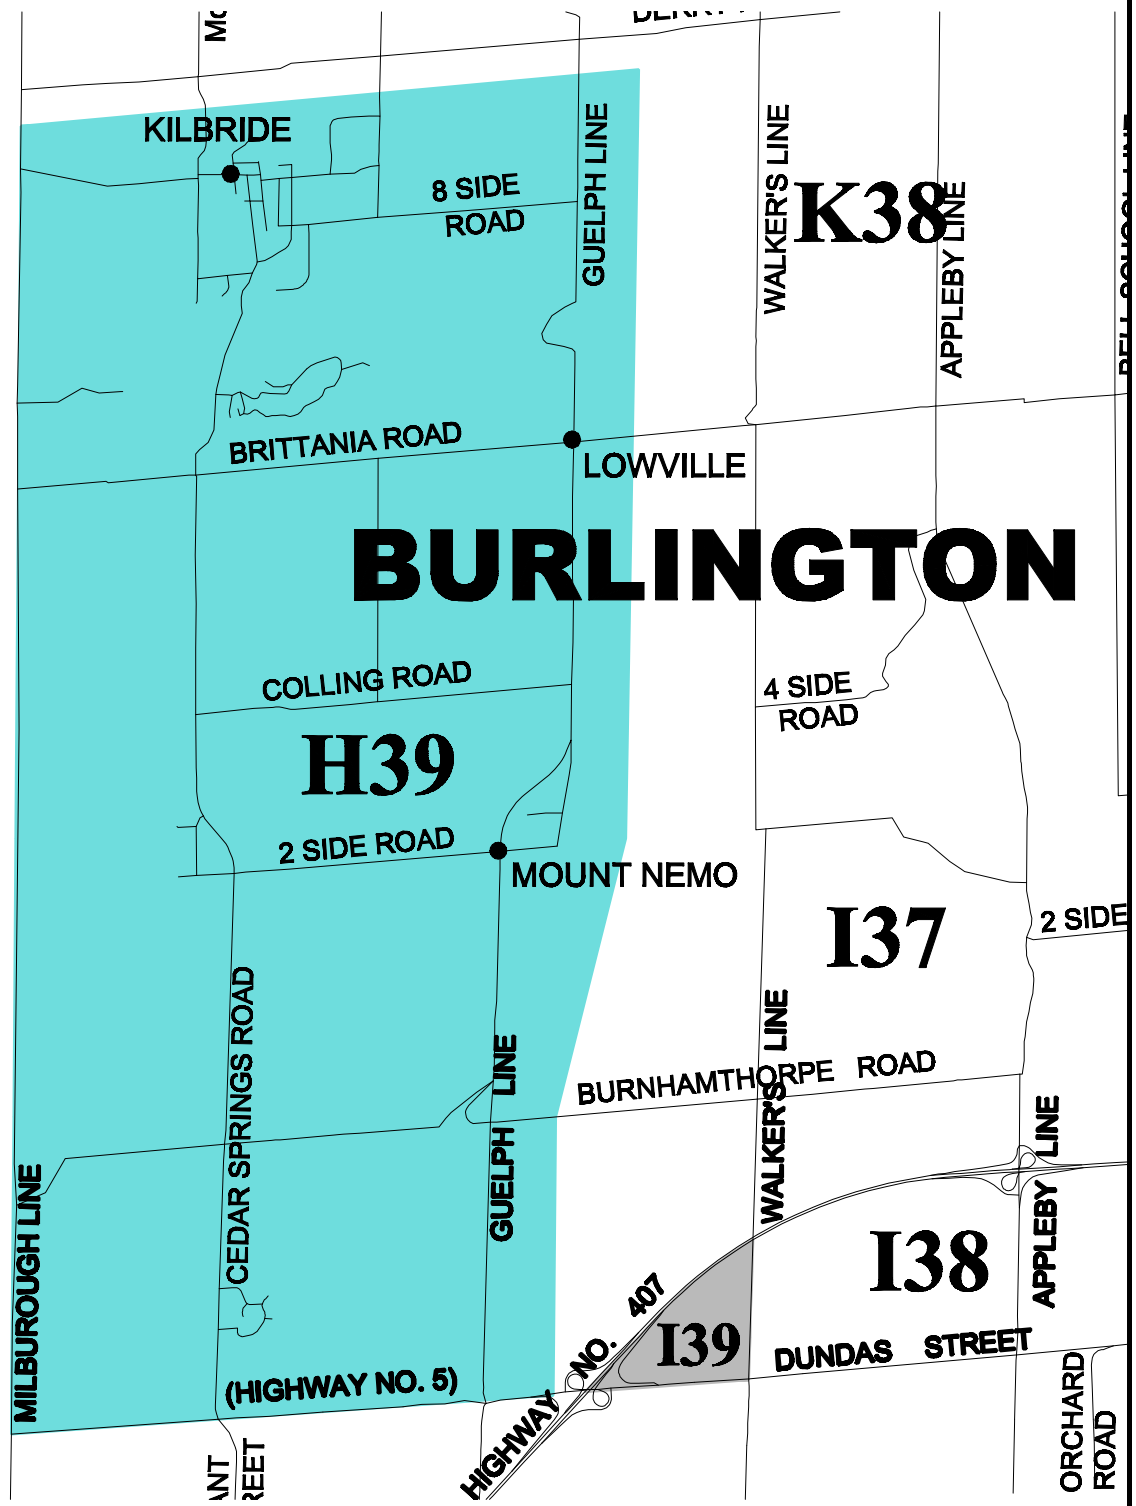 KILBRIDE
8 SIDE
ROAD
GUELPH LINE
WALKER'S LINE
K38
APPLEBY LINE
BRITTANIA ROAD
LOWVILLE
BURLINGTON
COLLING ROAD
4 SIDE
ROAD
H39
2 SIDE ROAD
MOUNT NEMO
I37
2 SIDE
CEDAR SPRINGS ROAD
GUELPH LINE
WALKER'S LINE
BURNHAMTHORPE ROAD
MILBOROUGH LINE
APPLEBY LINE
I38
HIGHWAY NO. 407
I39
DUNDAS STREET
(HIGHWAY NO. 5)
ORCHARD
ROAD